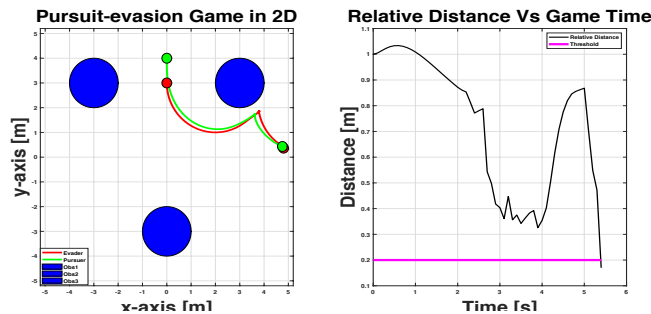 Pursuit-evasion Game in 2D
5
4
3
2
1
0
-1
-2
-3
-4
-5
y-axis [m]
Evader
Pursuer
Obs1
Obs2
Obs3
-5 -4 -3 -2 -1 0 1 2 3 4 5
x-axis [m]
Relative Distance Vs Game Time
1.1
1
0.9
0.8
0.7
0.6
0.5
0.4
0.3
0.2
0.1
Distance [m]
Relative Distance
Threshold
0 1 2 3 4 5 6
Time [s]